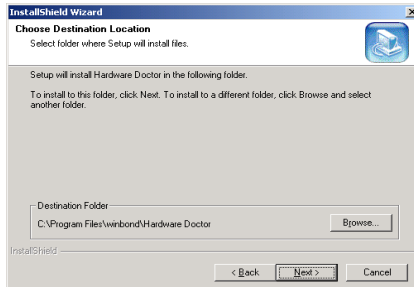 InstallShield Wizard
Choose Destination Location
Select folder where Setup will install files.
Setup will install Hardware Doctor in the following folder.
To install to this folder, click Next. To install to a different folder, click Browse and select
another folder.
Destination Folder
C:\Program Files\winbond\Hardware Doctor
Browse...
InstallShield
< Back
Next >
Cancel